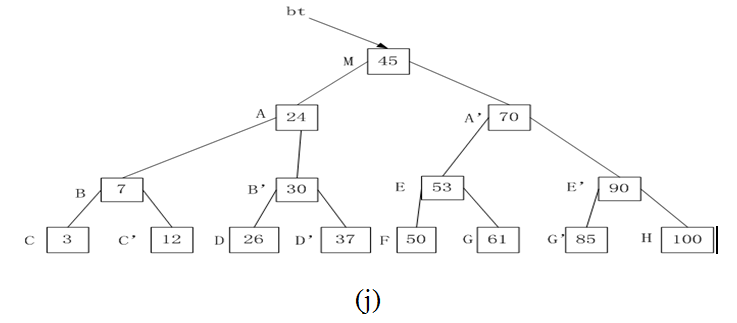 bt
M 45
A 24 A' 70
B 7 B' 30 E 53 E' 90
C 3 C' 12 D 26 D' 37 F 50 G 61 G' 85 H 100
(j)